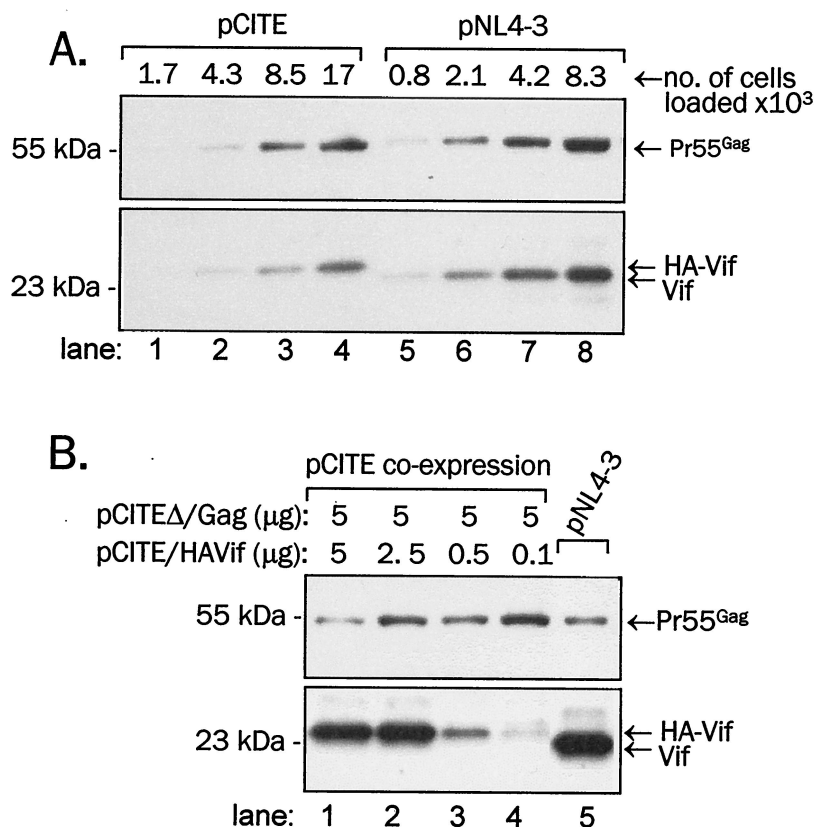 A.
pCITE pNL4-3
1.7 4.3 8.5 17 0.8 2.1 4.2 8.3 ←no. of cells
loaded x10³
55 kDa - ← Pr55ᴳᵃᵍ
←HA-Vif
23 kDa - ←Vif
lane: 1 2 3 4 5 6 7 8
B.
pCITE co-expression pNL4-3
pCITEΔ/Gag (µg): 5 5 5 5
pCITE/HAVif (µg): 5 2.5 0.5 0.1
55 kDa - ←Pr55ᴳᵃᵍ
23 kDa - ←HA-Vif
←Vif
lane: 1 2 3 4 5